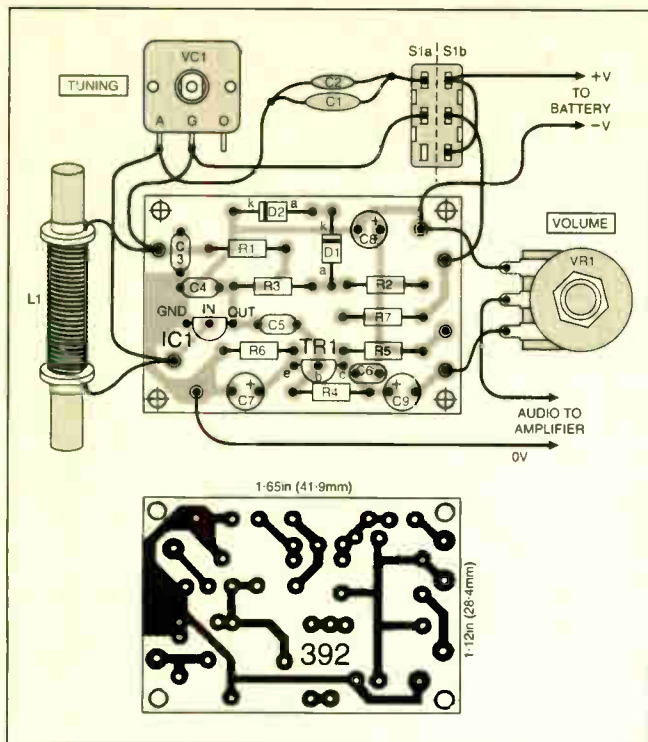 S1a S1b
VC1
TUNING
C2
C1
+V
TO
BATTERY
−V
A G O
VOLUME
k D2 a
k
D1
a
C8 +
C3
R1
VR1
L1
C4
R3
R2
R7
GND IN OUT
C5
IC1
TR1
R6
R5
e b c
C6
C7 +
R4
C9 +
AUDIO TO
AMPLIFIER
0V
1·65in (41·9mm)
1·12in (28·4mm)
392